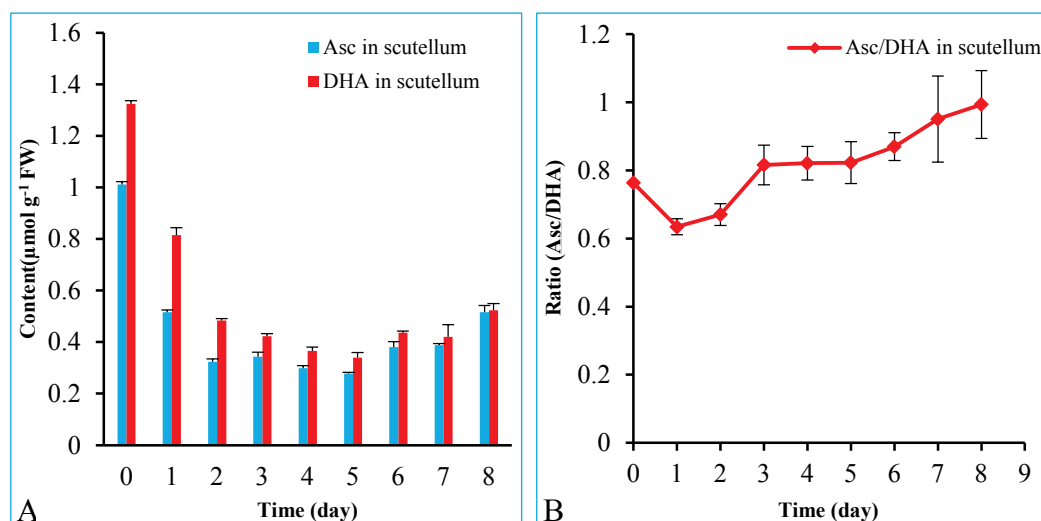 1.6
1.4
1.2
1
0.8
0.6
0.4
0.2
0
Content(μmol g-1 FW)
Asc in scutellum
DHA in scutellum
0 1 2 3 4 5 6 7 8
Time (day)
A
1.2
1
0.8
0.6
0.4
0.2
0
Ratio (Asc/DHA)
Asc/DHA in scutellum
0 1 2 3 4 5 6 7 8 9
Time (day)
B